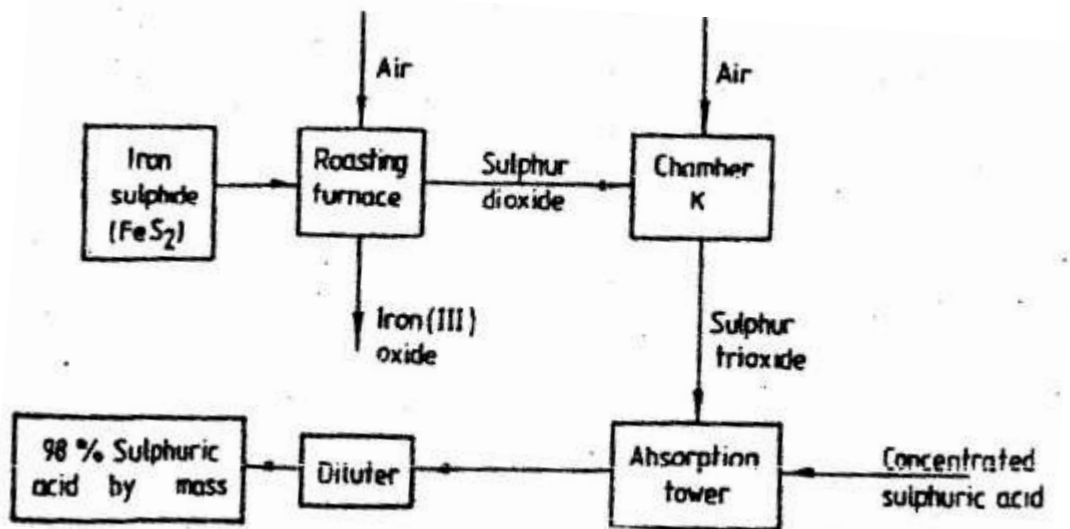 Air
Air
Iron
sulphide
(FeS2)
Roasting
furnace
Sulphur
dioxide
Chamber
K
Iron(III)
oxide
Sulphur
trioxide
98 % Sulphuric
acid by mass
Diluter
Absorption
tower
Concentrated
sulphuric acid